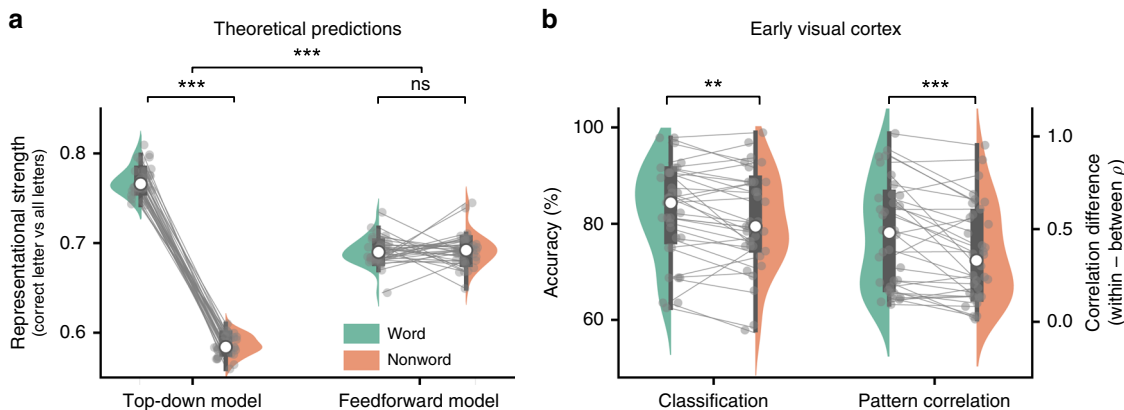 a
Theoretical predictions
***
***
ns
Representational strength
(correct letter vs all letters)
0.8
0.7
0.6
Word
Nonword
Top-down model
Feedforward model
b
Early visual cortex
**
***
Accuracy (%)
100
80
60
1.0
0.5
0.0
Correlation difference
(within – between ρ)
Classification
Pattern correlation